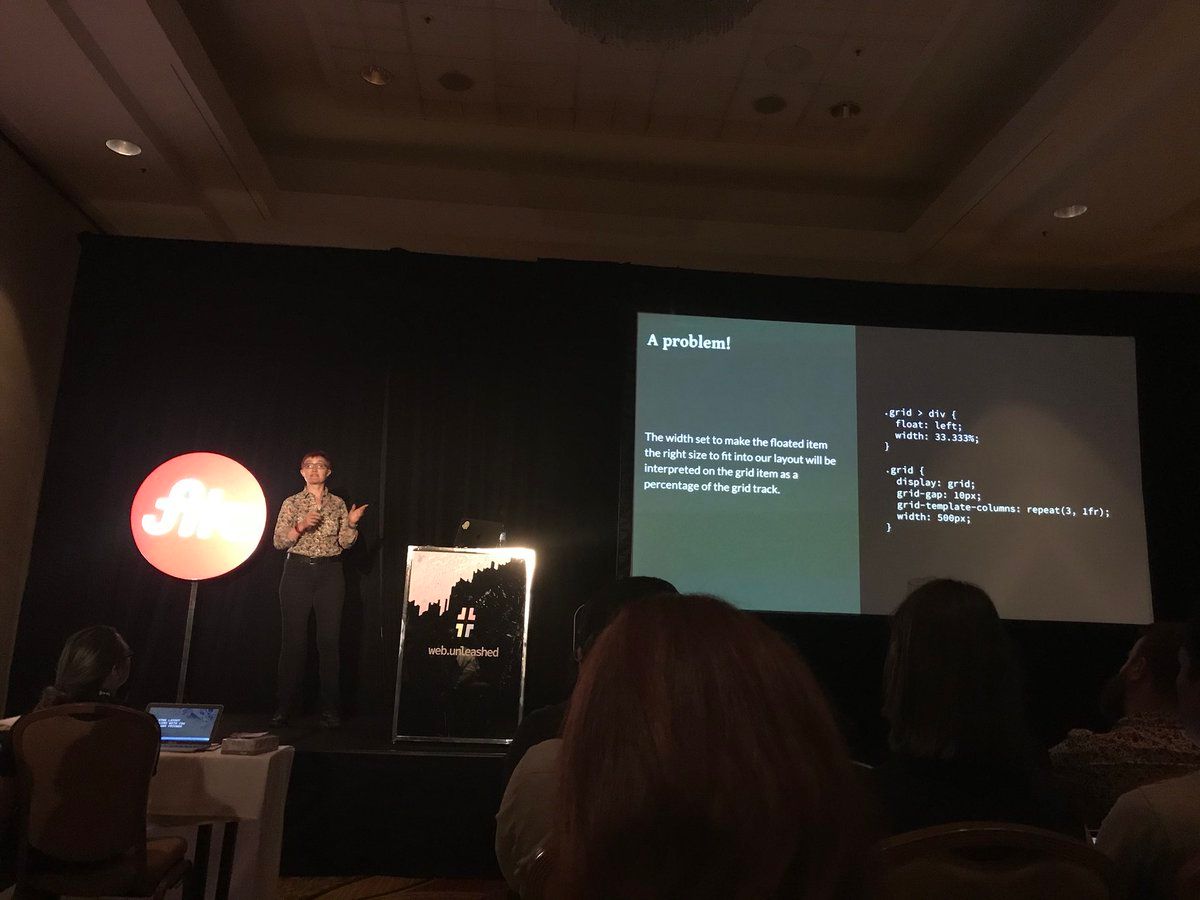 A problem!
The width set to make the floated item
the right size to fit into our layout will be
interpreted on the grid item as a
percentage of the grid track.
.grid > div {
float: left;
width: 33.333%;
}
.grid {
display: grid;
grid-gap: 10px;
grid-template-columns: repeat(3, 1fr);
width: 500px;
}
web.unleashed